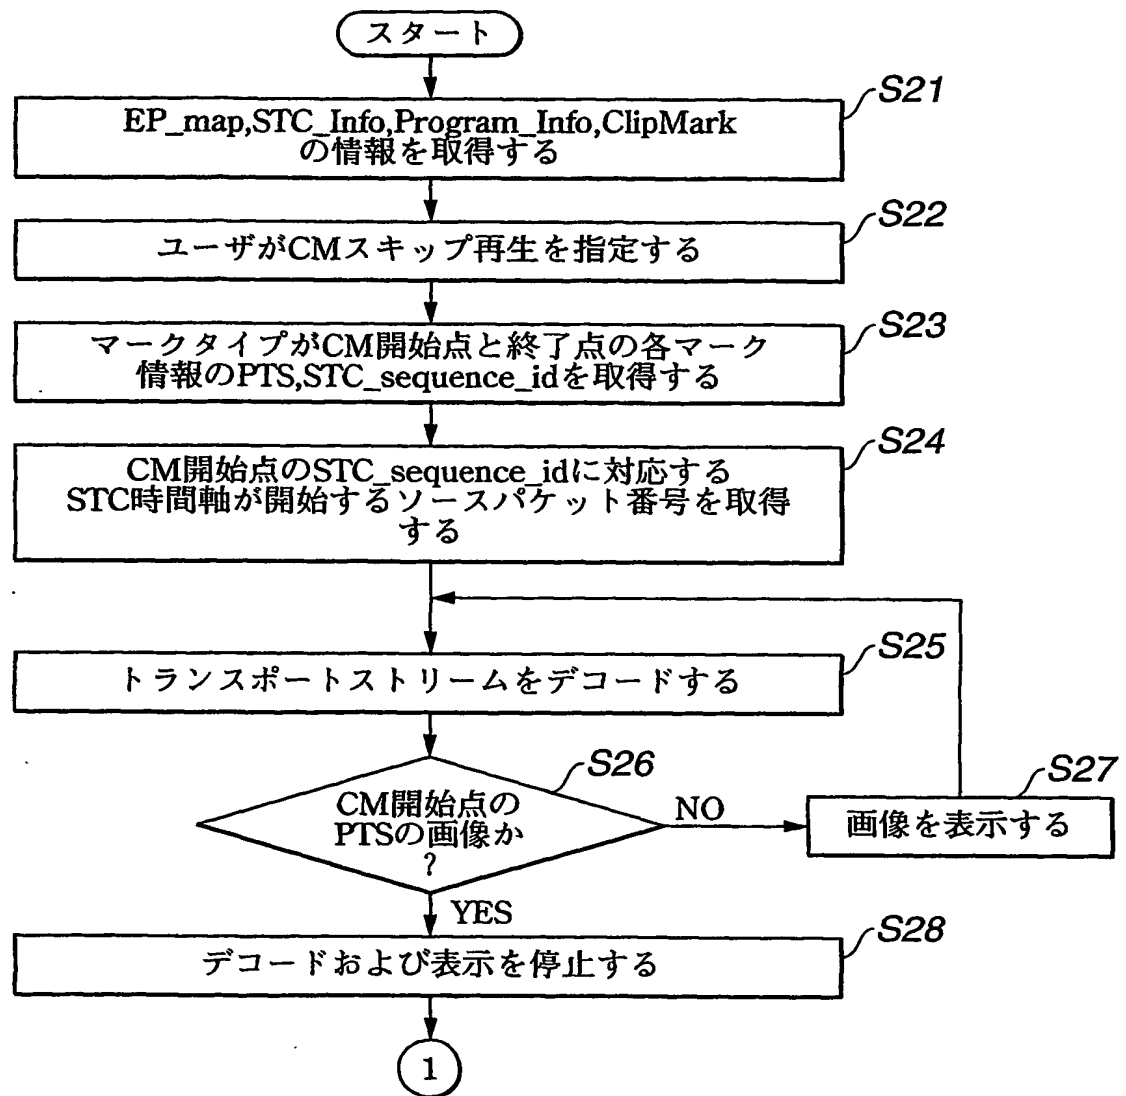 スタート
S21
EP_map,STC_Info,Program_Info,ClipMark
の情報を取得する
S22
ユーザがCMスキップ再生を指定する
S23
マークタイプがCM開始点と終了点の各マーク
情報のPTS,STC_sequence_idを取得する
S24
CM開始点のSTC_sequence_idに対応する
STC時間軸が開始するソースパケット番号を取得
する
S25
トランスポートストリームをデコードする
S26
CM開始点の
PTSの画像か
?
NO
S27
画像を表示する
YES
S28
デコードおよび表示を停止する
1